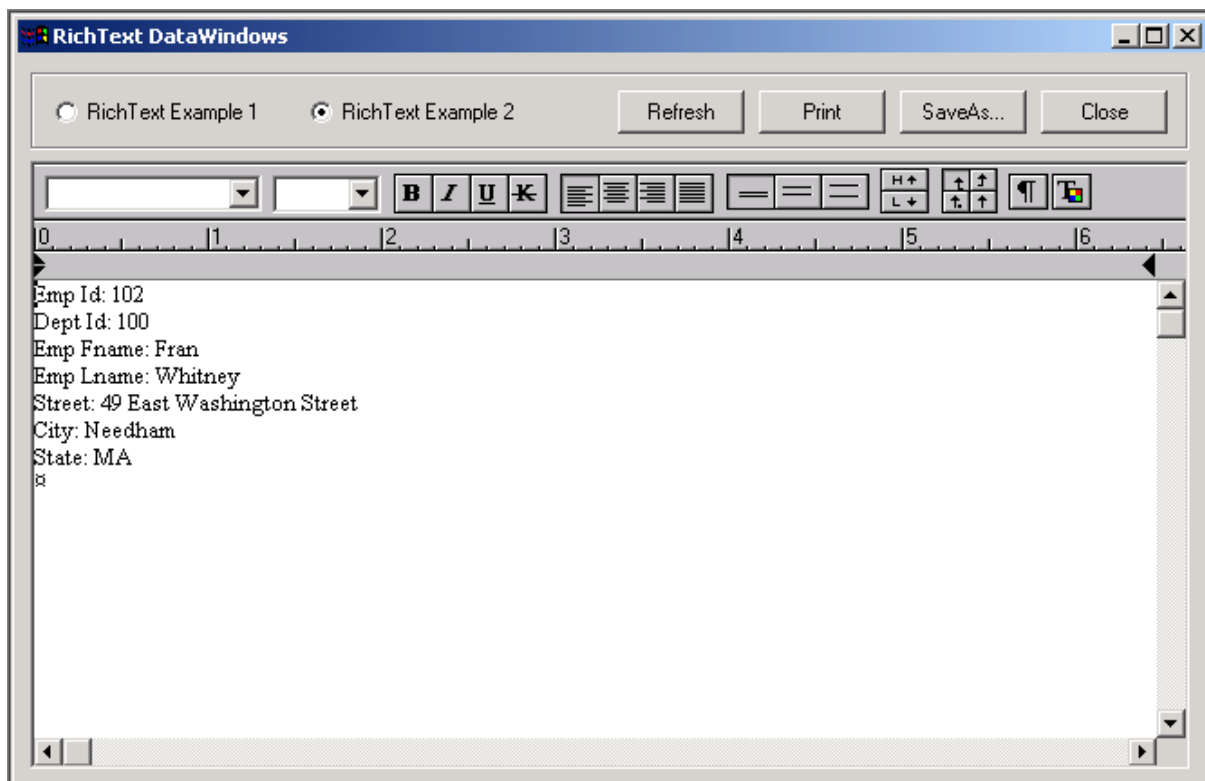 RichText DataWindows
RichText Example 1 RichText Example 2 Refresh Print SaveAs... Close
B I U K H L ¶ T
0 1 2 3 4 5 6
Emp Id: 102
Dept Id: 100
Emp Fname: Fran
Emp Lname: Whitney
Street: 49 East Washington Street
City: Needham
State: MA
¤